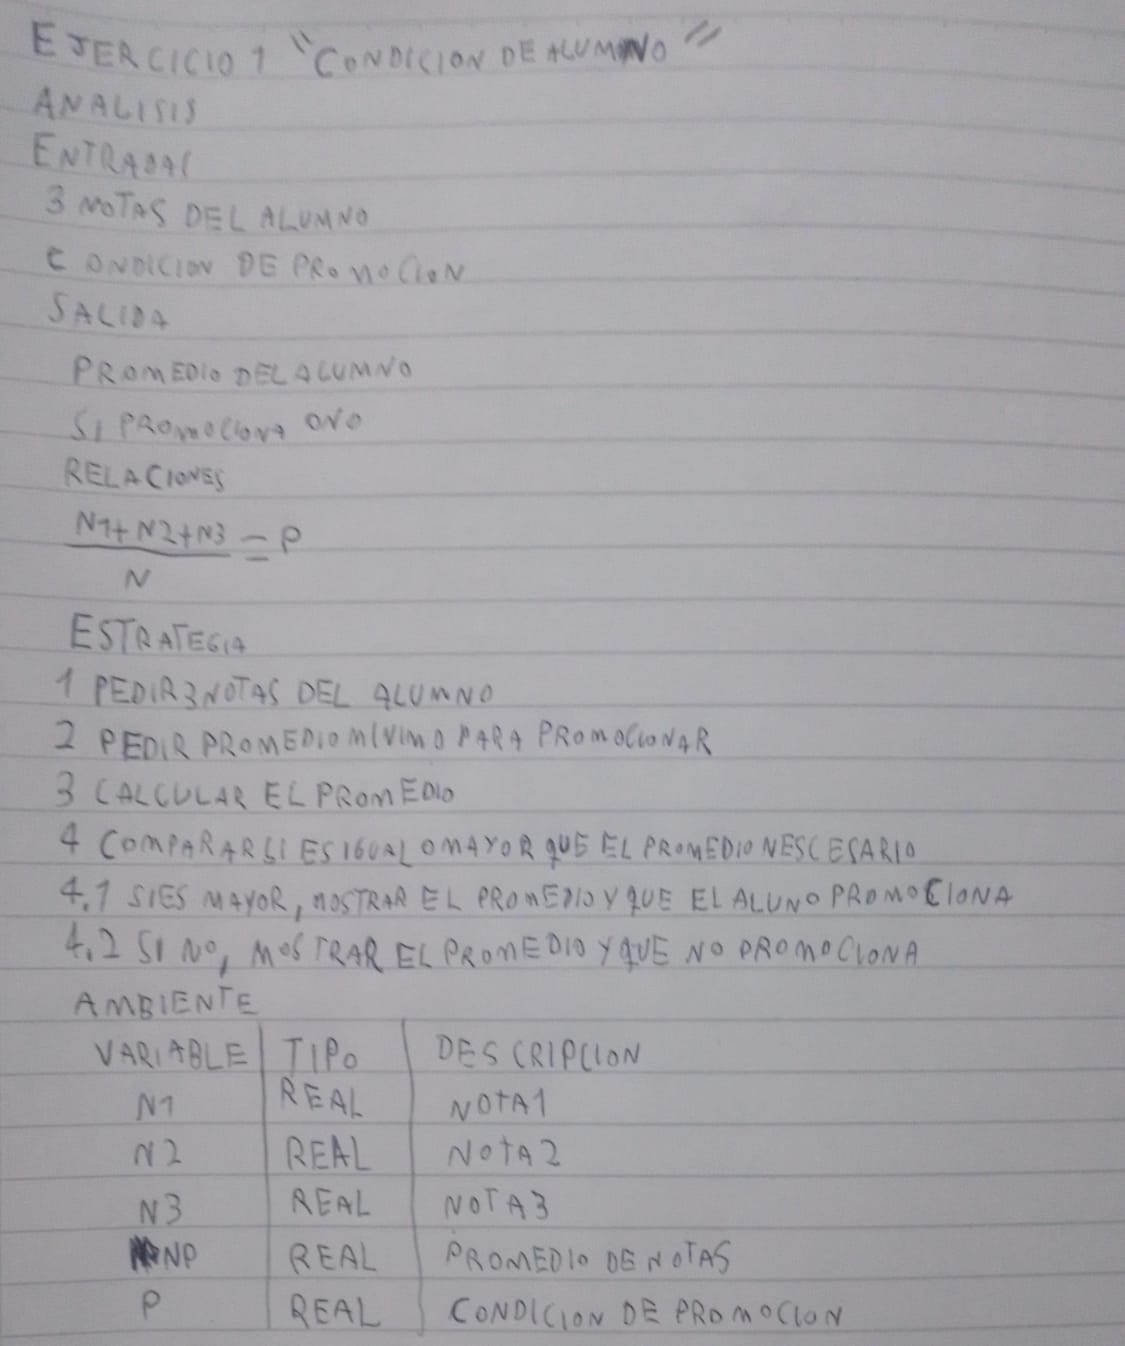 EJERCICIO 1 "CONDICION DE ALUMNO"
ANALISIS
ENTRADAS
3 NOTAS DEL ALUMNO
CONDICION DE PROMOCION
SALIDA
PROMEDIO DEL ALUMNO
SI PROMOCIONA O NO
RELACIONES
N1+N2+N3 = P
N
ESTRATEGIA
1 PEDIR 3 NOTAS DEL ALUMNO
2 PEDIR PROMEDIO MINIMO PARA PROMOCIONAR
3 CALCULAR EL PROMEDIO
4 COMPARAR SI ES IGUAL O MAYOR QUE EL PROMEDIO NESCESARIO
4.1 SI ES MAYOR, MOSTRAR EL PROMEDIO Y QUE EL ALUNO PROMOCIONA
4.2 SI NO, MOSTRAR EL PROMEDIO Y QUE NO PROMOCIONA
AMBIENTE
VARIABLE TIPO DESCRIPCION
N1 REAL NOTA1
N2 REAL NOTA2
N3 REAL NOTA3
NP REAL PROMEDIO DE NOTAS
P REAL CONDICION DE PROMOCION